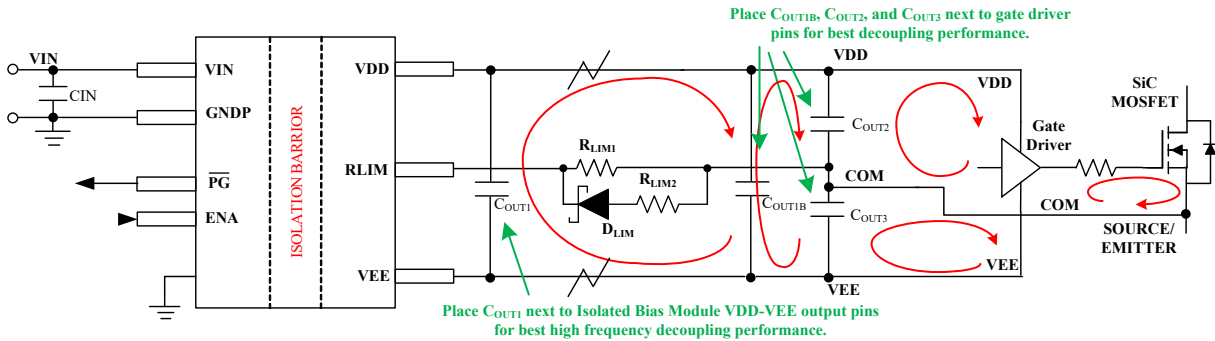 Place COUT1B, COUT2, and COUT3 next to gate driver
pins for best decoupling performance.
VIN
CIN
VIN
GNDP
PG
ENA
ISOLATION BARRIER
VDD
RLIM
VEE
COUT1
RLIM1
RLIM2
DLIM
COUT1B
VDD
COUT2
COM
COUT3
VEE
VDD
Gate
Driver
COM
VEE
SiC
MOSFET
SOURCE/
EMITTER
Place COUT1 next to Isolated Bias Module VDD-VEE output pins
for best high frequency decoupling performance.